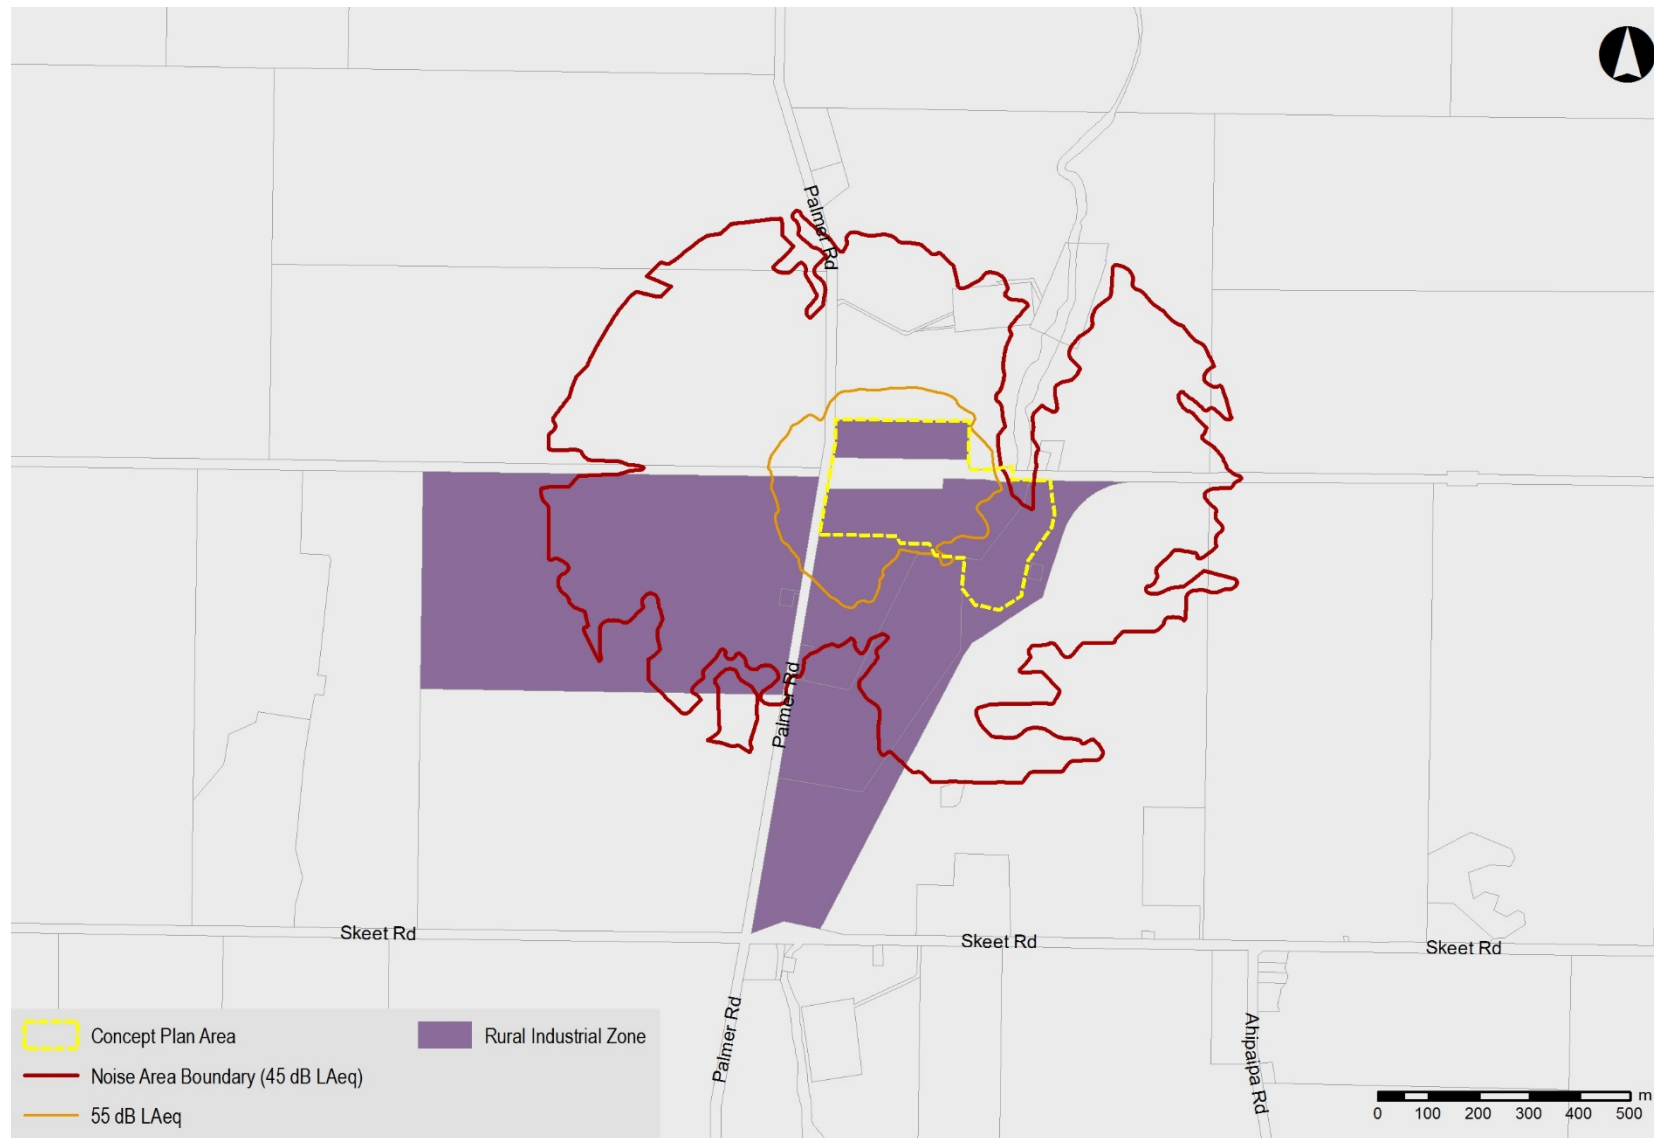 Palmer Rd
Palmer Rd
Skeet Rd
Skeet Rd
Skeet Rd
Palmer Rd
Ahipaipa Rd
Concept Plan Area
Rural Industrial Zone
Noise Area Boundary (45 dB LAeq)
55 dB LAeq
m
0 100 200 300 400 500